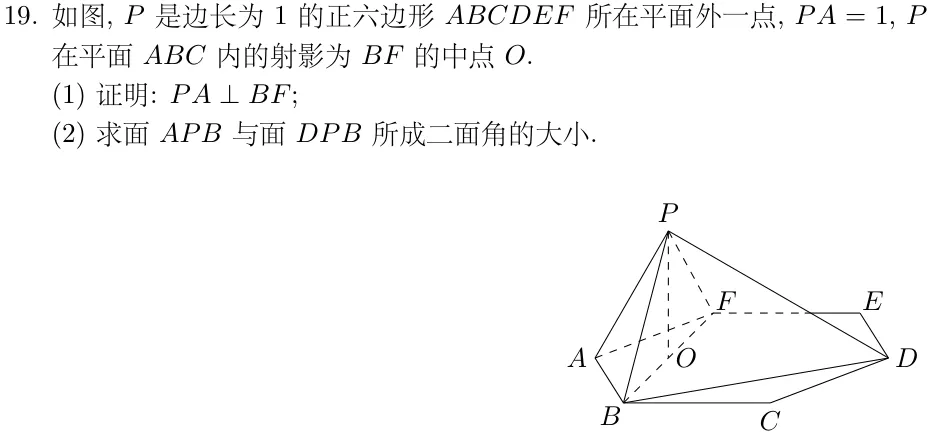 19. 如图, P 是边长为 1 的正六边形 ABCDEF 所在平面外一点, PA = 1, P
在平面 ABC 内的射影为 BF 的中点 O.
(1) 证明: PA ⊥ BF;
(2) 求面 APB 与面 DPB 所成二面角的大小.
P
F
E
A
O
D
B
C